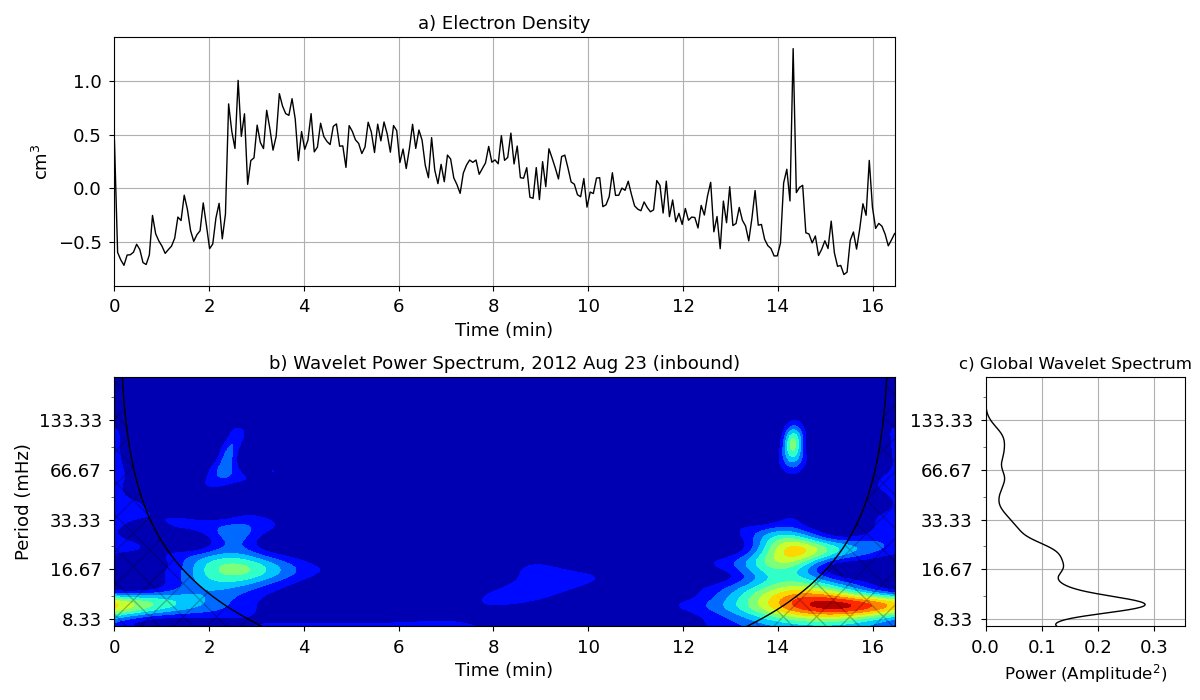 a) Electron Density
1.0
0.5
0.0
−0.5
cm³
0 2 4 6 8 10 12 14 16
Time (min)
b) Wavelet Power Spectrum, 2012 Aug 23 (inbound)
133.33
66.67
33.33
16.67
8.33
Period (mHz)
0 2 4 6 8 10 12 14 16
Time (min)
c) Global Wavelet Spectrum
133.33
66.67
33.33
16.67
8.33
0.0 0.1 0.2 0.3
Power (Amplitude²)